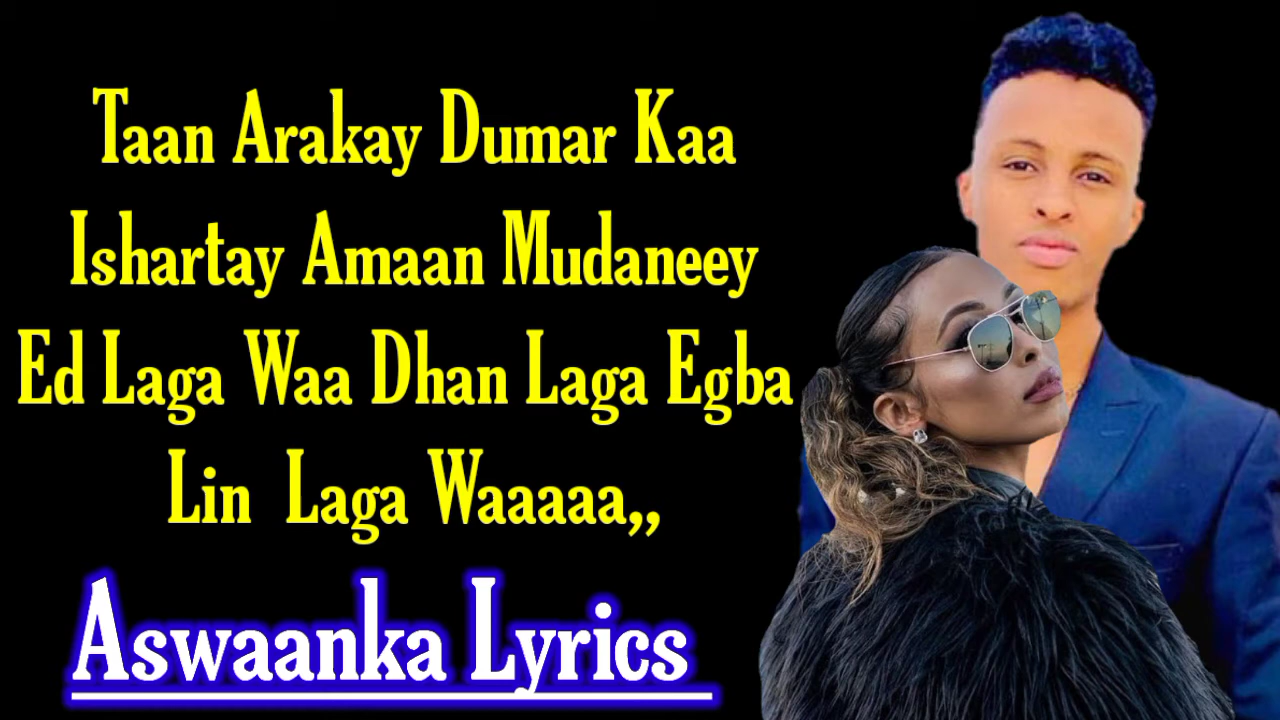 Taan Arakay Dumar Kaa
Ishartay Amaan Mudaneey
Ed Laga Waa Dhan Laga Egba
Lin Laga Waaaaa,,
Aswaanka Lyrics